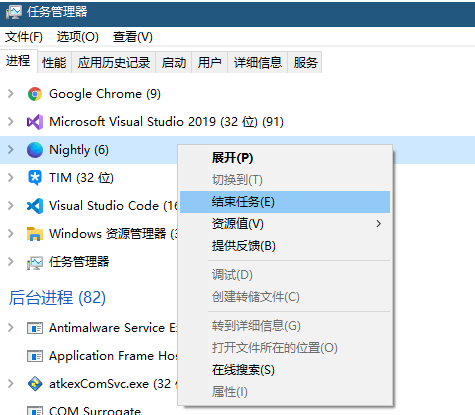 任务管理器
文件(F) 选项(O) 查看(V)
进程 性能 应用历史记录 启动 用户 详细信息 服务
Google Chrome (9)
Microsoft Visual Studio 2019 (32 位) (91)
Nightly (6)
展开(P)
TIM (32 位)
切换到(T)
结束任务(E)
Visual Studio Code (16
资源值(V)
Windows 资源管理器 (3
提供反馈(B)
任务管理器
调试(D)
后台进程 (82)
创建转储文件(C)
Antimalware Service Ex
转到详细信息(G)
打开文件所在的位置(O)
Application Frame Hos
在线搜索(S)
atkexComSvc.exe (32 位
属性(I)
COM Surrogate